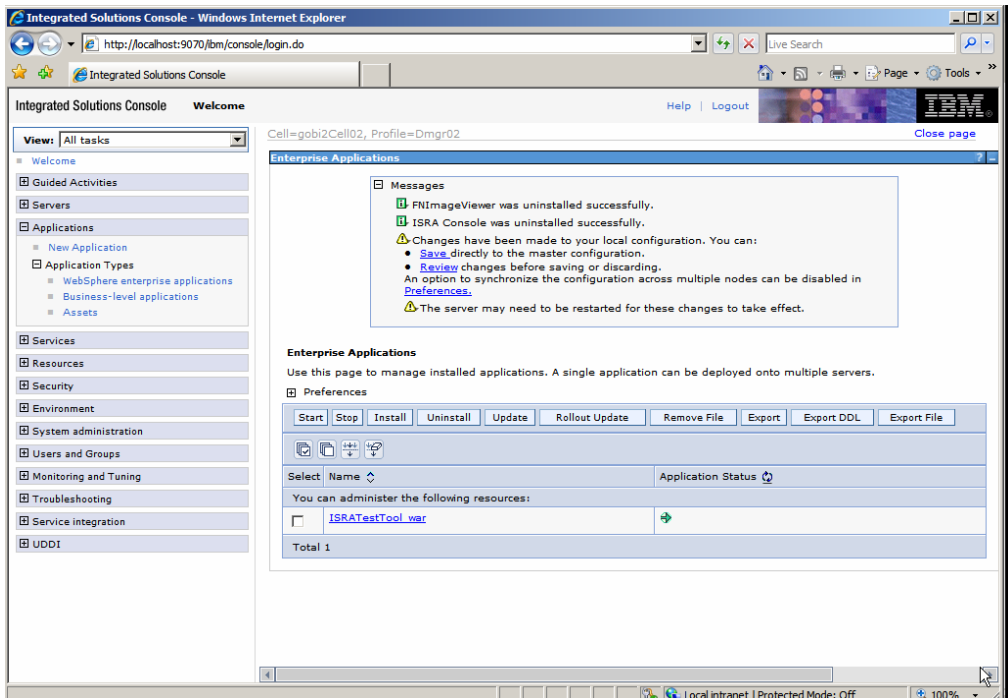 Integrated Solutions Console - Windows Internet Explorer
http://localhost:9070/ibm/console/login.do
Live Search
Integrated Solutions Console
Page
Tools
»
Integrated Solutions Console Welcome
Help | Logout
IBM
View: All tasks
Cell=gobi2Cell02, Profile=Dmgr02
Close page
Welcome
Guided Activities
Servers
Applications
New Application
Application Types
WebSphere enterprise applications
Business-level applications
Assets
Services
Resources
Security
Environment
System administration
Users and Groups
Monitoring and Tuning
Troubleshooting
Service integration
UDDI
Enterprise Applications
? -
Messages
FNImageViewer was uninstalled successfully.
ISRA Console was uninstalled successfully.
Changes have been made to your local configuration. You can:
• Save directly to the master configuration.
• Review changes before saving or discarding.
An option to synchronize the configuration across multiple nodes can be disabled in
Preferences.
The server may need to be restarted for these changes to take effect.
Enterprise Applications
Use this page to manage installed applications. A single application can be deployed onto multiple servers.
Preferences
Start Stop Install Uninstall Update Rollout Update Remove File Export Export DDL Export File
Select Name Application Status
You can administer the following resources:
ISRATestTool_war
Total 1
Local intranet | Protected Mode: Off
100%